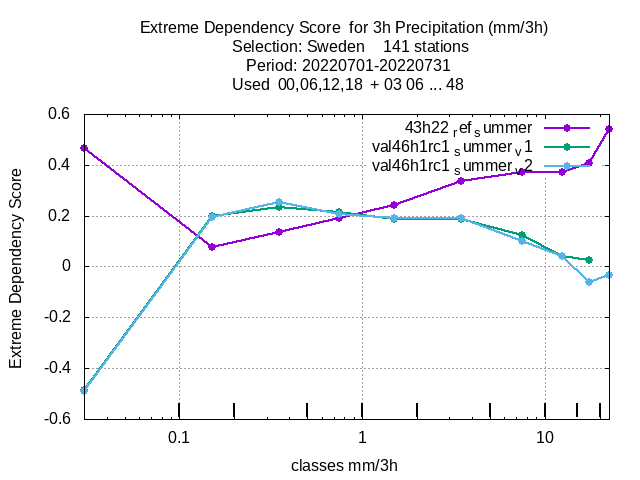 Extreme Dependency Score  for 3h Precipitation (mm/3h)
Selection: Sweden    141 stations
Period: 20220701-20220731
Used  00,06,12,18  + 03 06 ... 48
43h22 ref summer
val46h1rc1 summer v1
val46h1rc1 summer v2
Extreme Dependency Score
0.6
0.4
0.2
0
-0.2
-0.4
-0.6
0.1
1
10
classes mm/3h